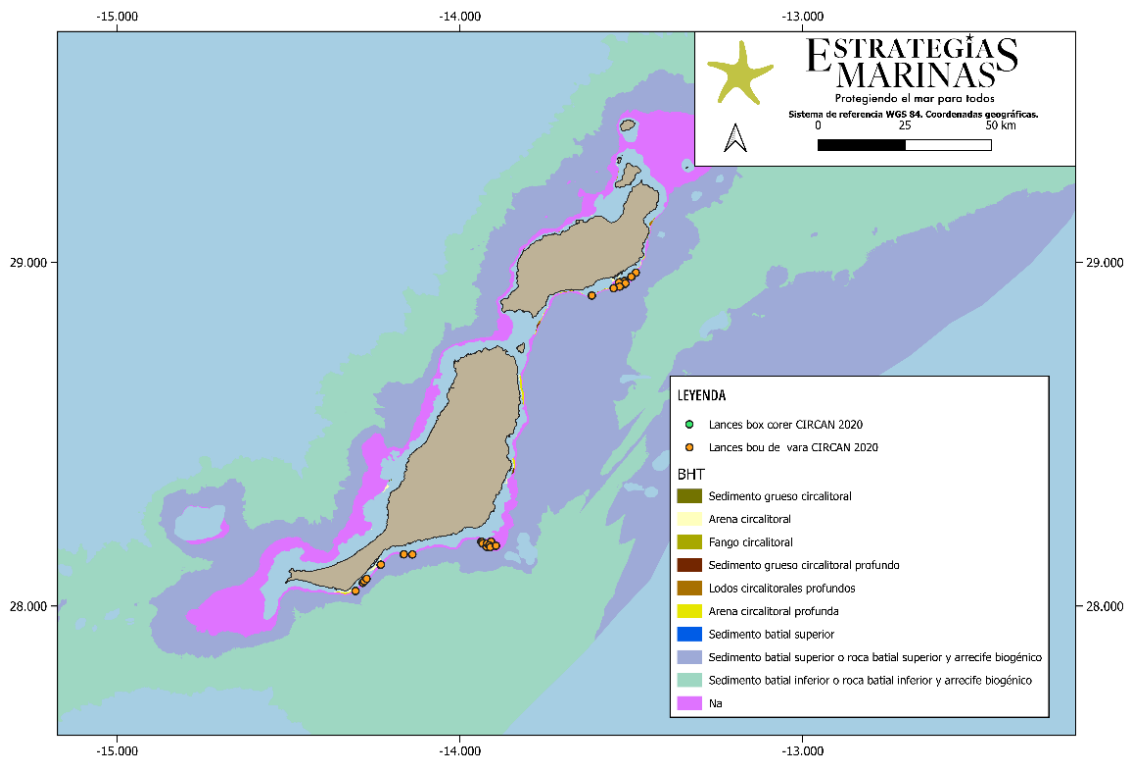 -15.000
-14.000
-13.000
ESTRATEGIAS
MARINAS
Protegiendo el mar para todos
Sistema de referencia WGS 84. Coordenadas geográficas.
0 25 50 km
29.000
29.000
LEYENDA
Lances box corer CIRCAN 2020
Lances bou de vara CIRCAN 2020
BHT
Sedimento grueso circalitoral
Arena circalitoral
Fango circalitoral
Sedimento grueso circalitoral profundo
Lodos circalitorales profundos
Arena circalitoral profunda
Sedimento batial superior
Sedimento batial superior o roca batial superior y arrecife biogénico
Sedimento batial inferior o roca batial inferior y arrecife biogénico
Na
28.000
28.000
-15.000
-14.000
-13.000